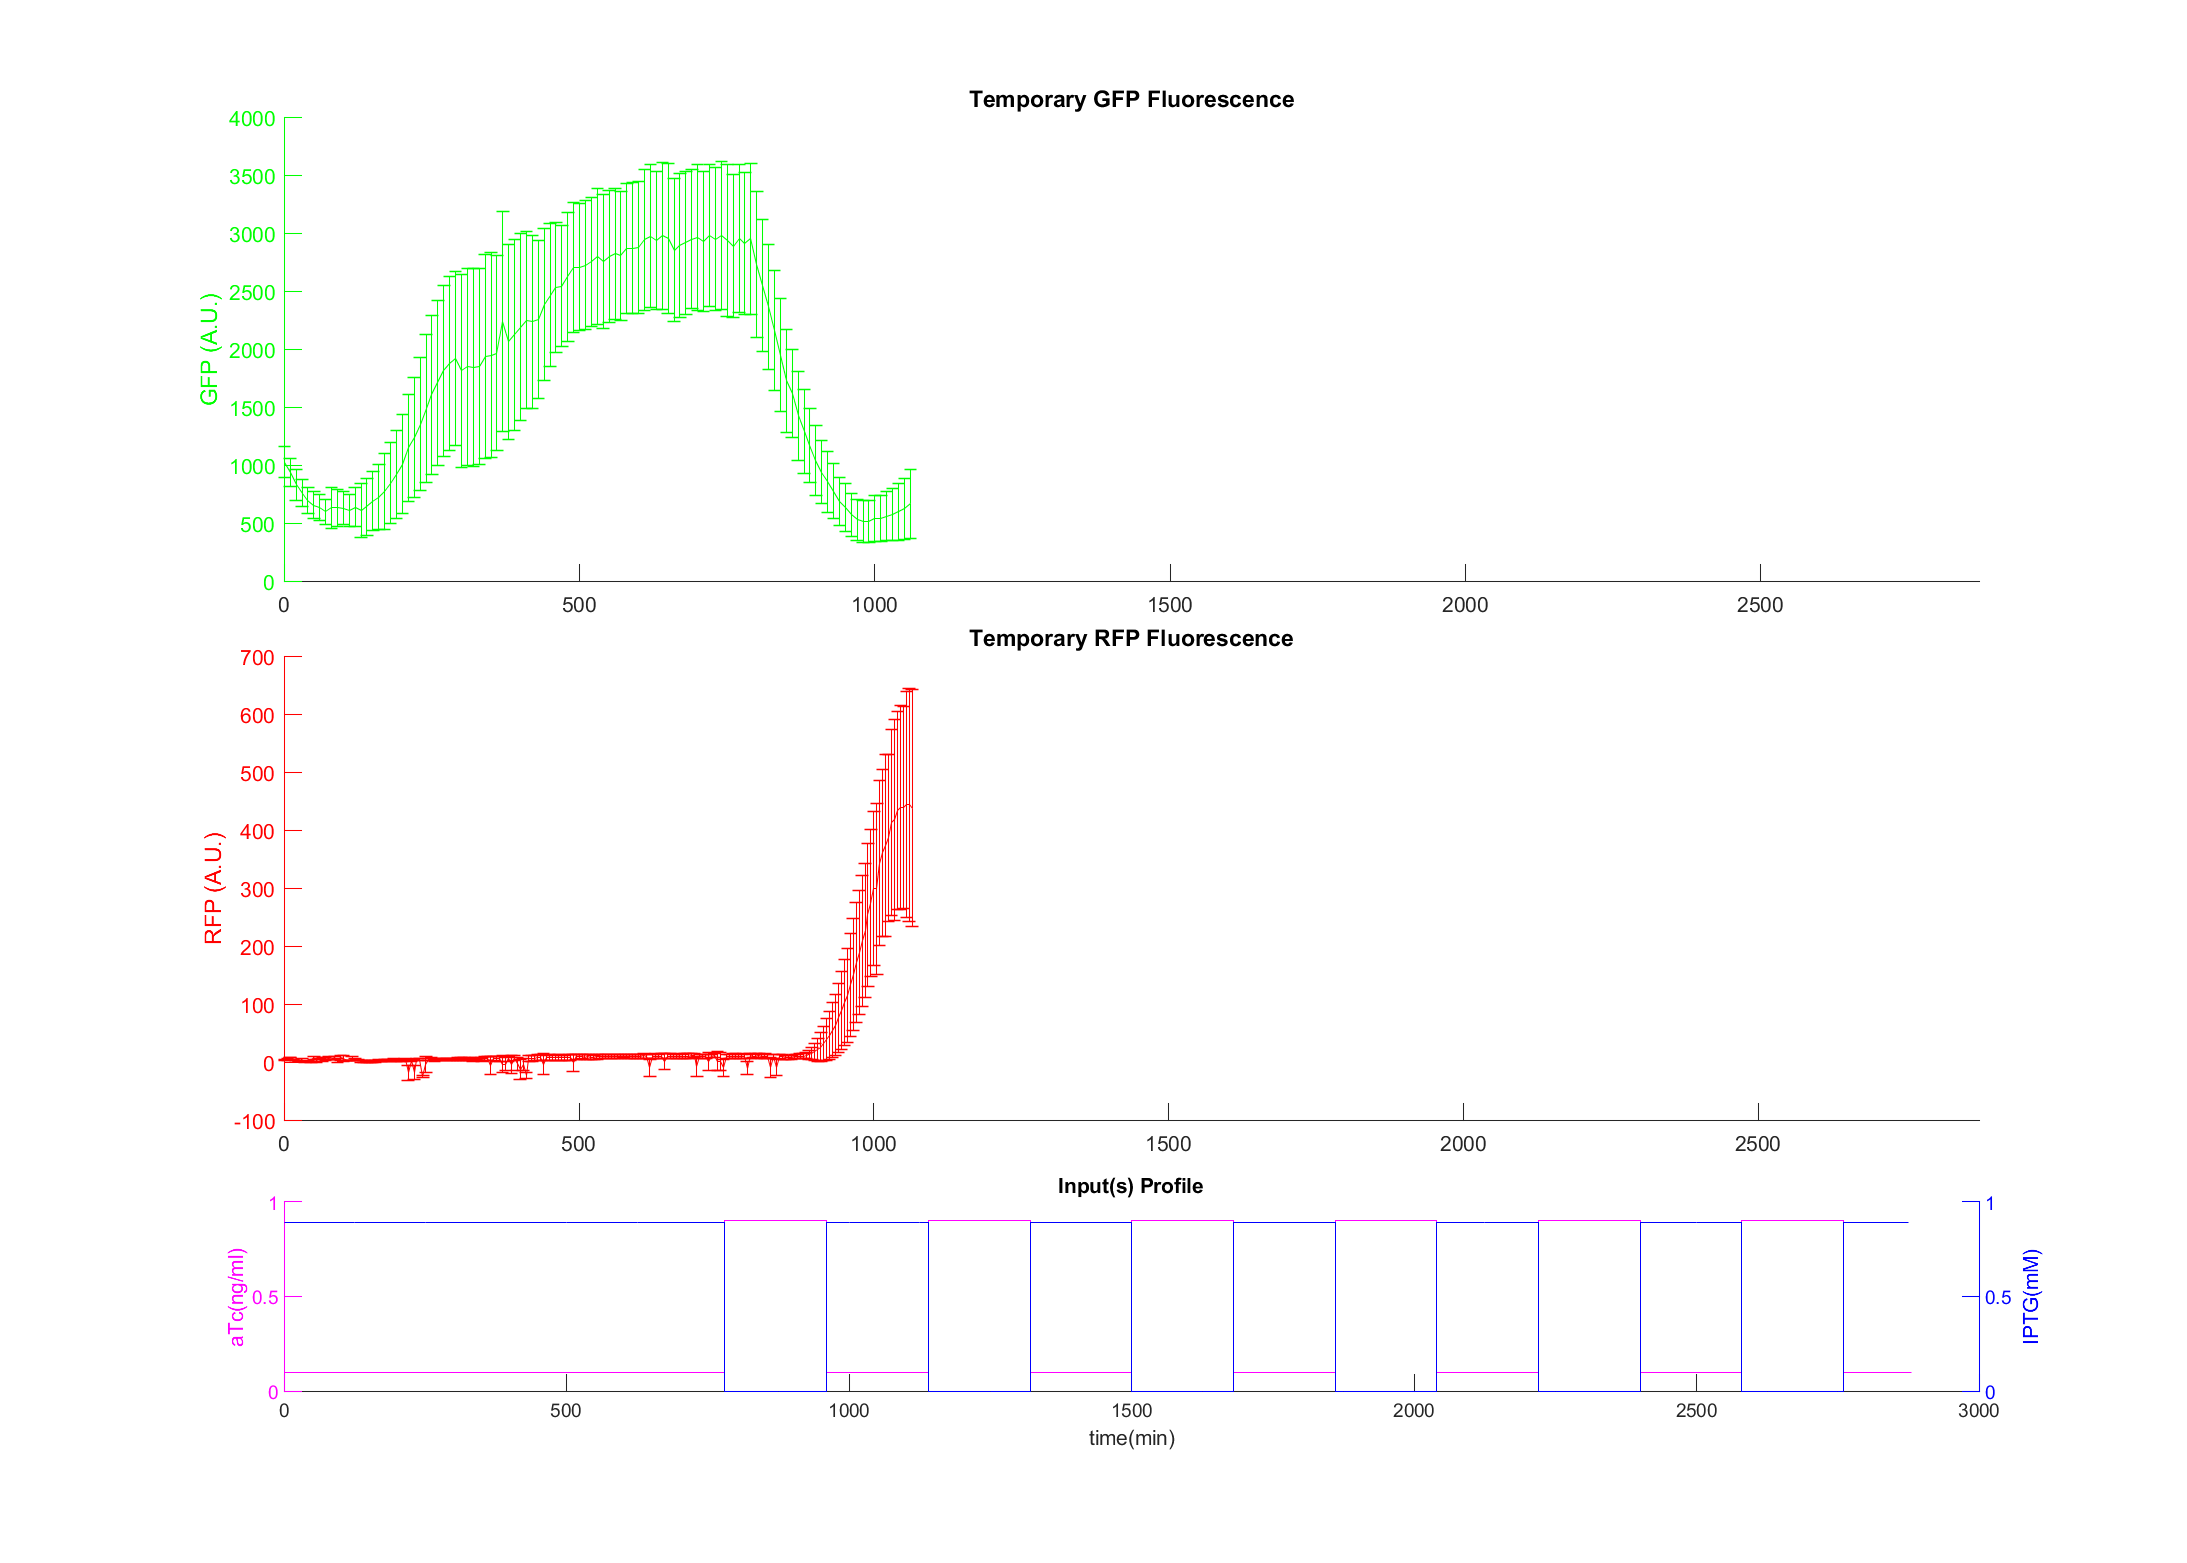 Temporary GFP Fluorescence
4000
3500
3000
2500
2000
1500
1000
500
0
GFP (A.U.)
0 500 1000 1500 2000 2500
Temporary RFP Fluorescence
700
600
500
400
300
200
100
0
-100
RFP (A.U.)
0 500 1000 1500 2000 2500
Input(s) Profile
1
0.5
0
aTc(ng/ml)
1
0.5
0
IPTG(mM)
0 500 1000 1500 2000 2500 3000
time(min)